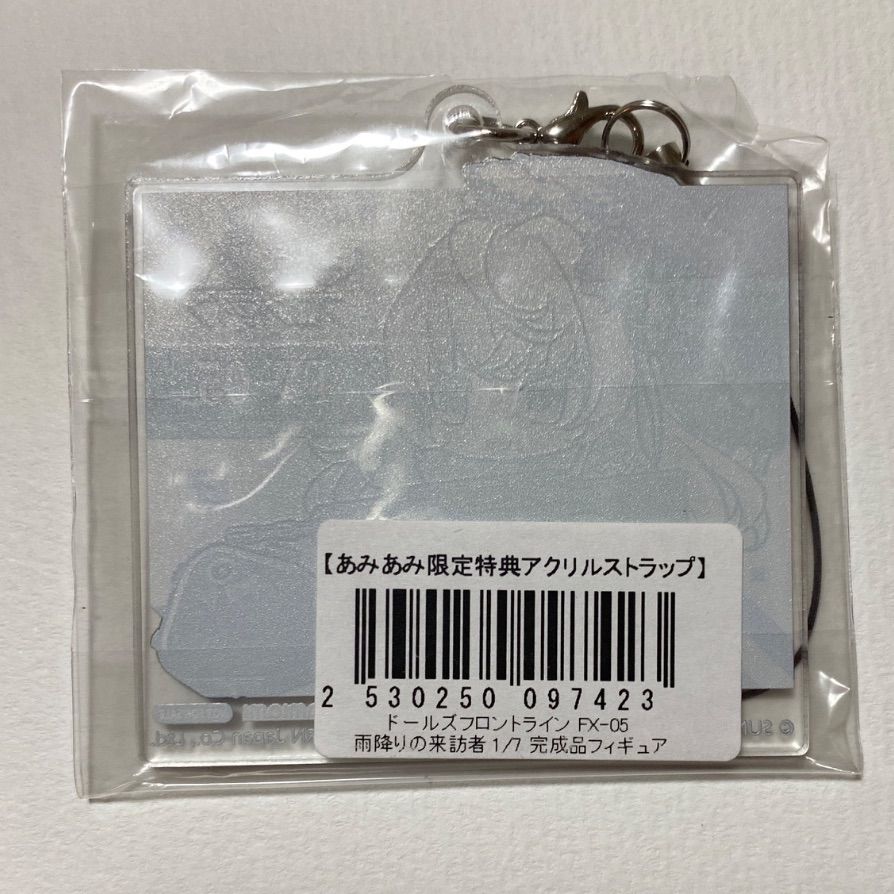 【あみあみ限定特典アクリルストラップ】
2 530250 097423
ドールズフロントライン FX-05
雨降りの来訪者 1/7 完成品フィギュア